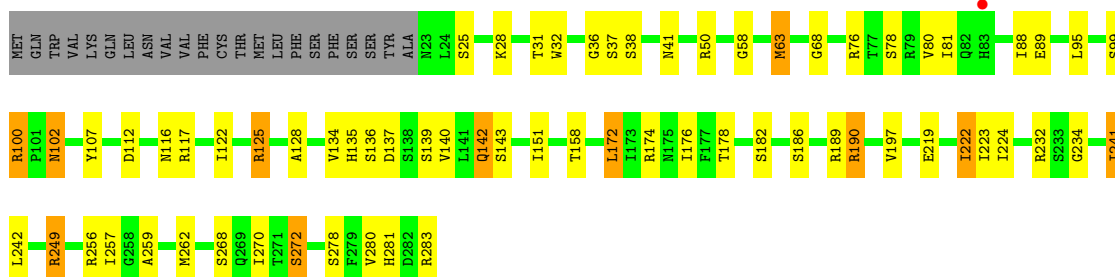 MET GLN TRP VAL LYS GLN LEU ASN VAL VAL PHE CYS THR MET LEU PHE SER PHE SER SER TYR ALA N23 L24 S25 K28 T31 W32 G36 S37 S38 N41 R50 G58 M63 G68 R76 T77 S78 R79 V80 I81 Q82 H83 I88 E89 L95 S99
R100 P101 N102 Y107 D112 N116 R117 I122 R125 A128 V134 H135 S136 D137 S138 S139 V140 L141 Q142 S143 I151 T158 L172 I173 R174 N175 I176 F177 T178 S182 S186 R189 R190 V197 E219 I222 I223 I224 R232 S233 G234
L242 R249 R256 I257 G258 A259 M262 S268 Q269 I270 T271 S272 S278 F279 V280 H281 D282 R283